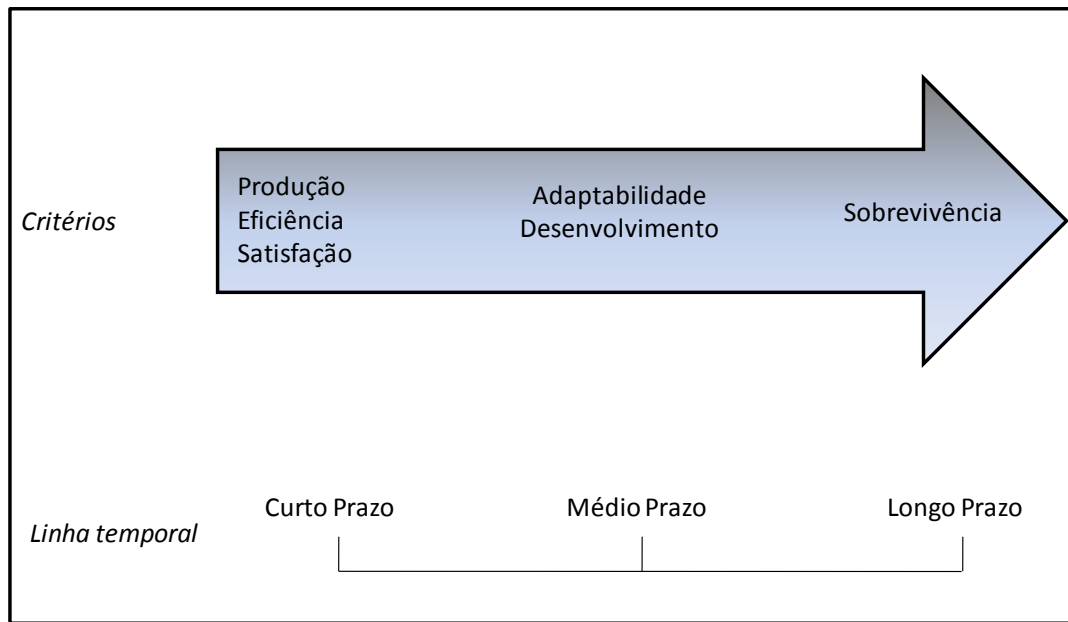 Critérios
Produção
Eficiência
Satisfação
Adaptabilidade
Desenvolvimento
Sobrevivência
Linha temporal
Curto Prazo
Médio Prazo
Longo Prazo